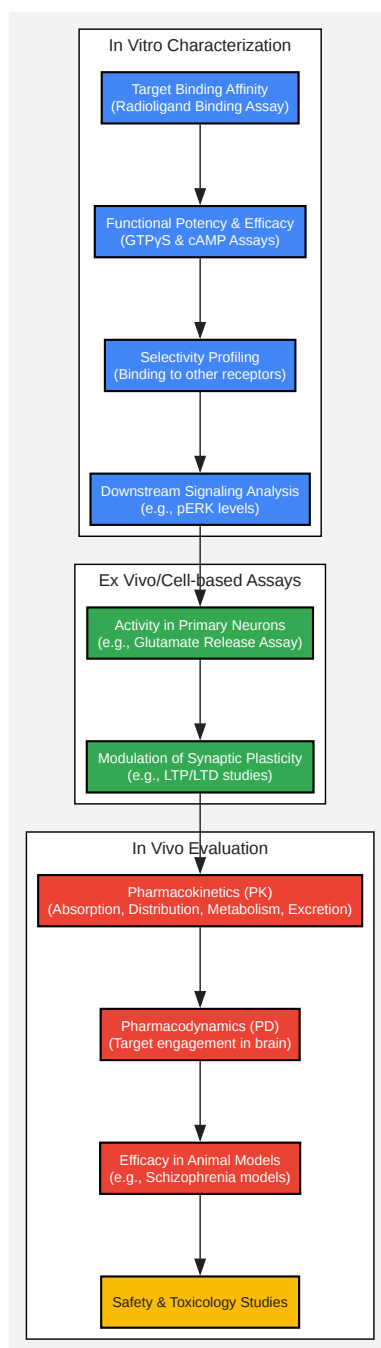 In Vitro Characterization
Target Binding Affinity
(Radioligand Binding Assay)
Functional Potency & Efficacy
(GTPγS & cAMP Assays)
Selectivity Profiling
(Binding to other receptors)
Downstream Signaling Analysis
(e.g., pERK levels)
Ex Vivo/Cell-based Assays
Activity in Primary Neurons
(e.g., Glutamate Release Assay)
Modulation of Synaptic Plasticity
(e.g., LTP/LTD studies)
In Vivo Evaluation
Pharmacokinetics (PK)
(Absorption, Distribution, Metabolism, Excretion)
Pharmacodynamics (PD)
(Target engagement in brain)
Efficacy in Animal Models
(e.g., Schizophrenia models)
Safety & Toxicology Studies